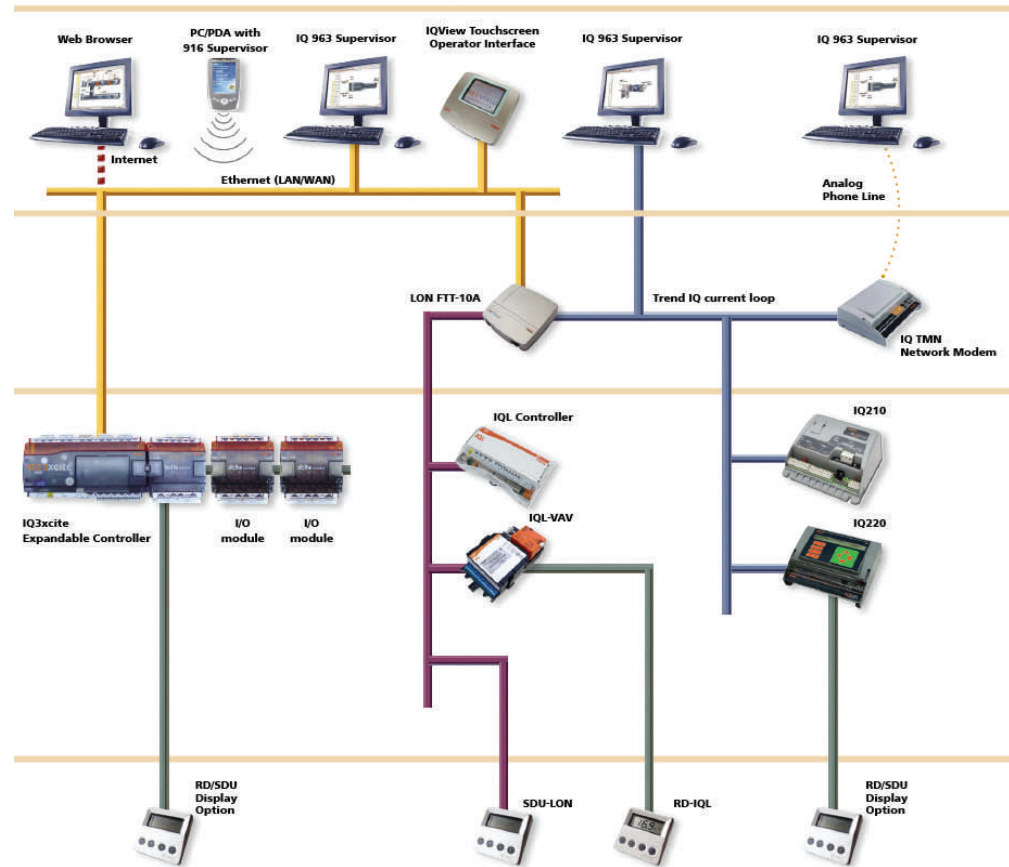 Web Browser
PC/PDA with
916 Supervisor
IQ 963 Supervisor
IQView Touchscreen
Operator Interface
IQ 963 Supervisor
IQ 963 Supervisor
Internet
Ethernet (LAN/WAN)
Analog
Phone Line
LON FTT-10A
Trend IQ current loop
IQ TMN
Network Modem
IQL Controller
IQ210
IQL
IQ3xcite
Expandable Controller
I/O
module
I/O
module
IQL-VAV
IQ220
RD/SDU
Display
Option
SDU-LON
RD-IQL
RD/SDU
Display
Option